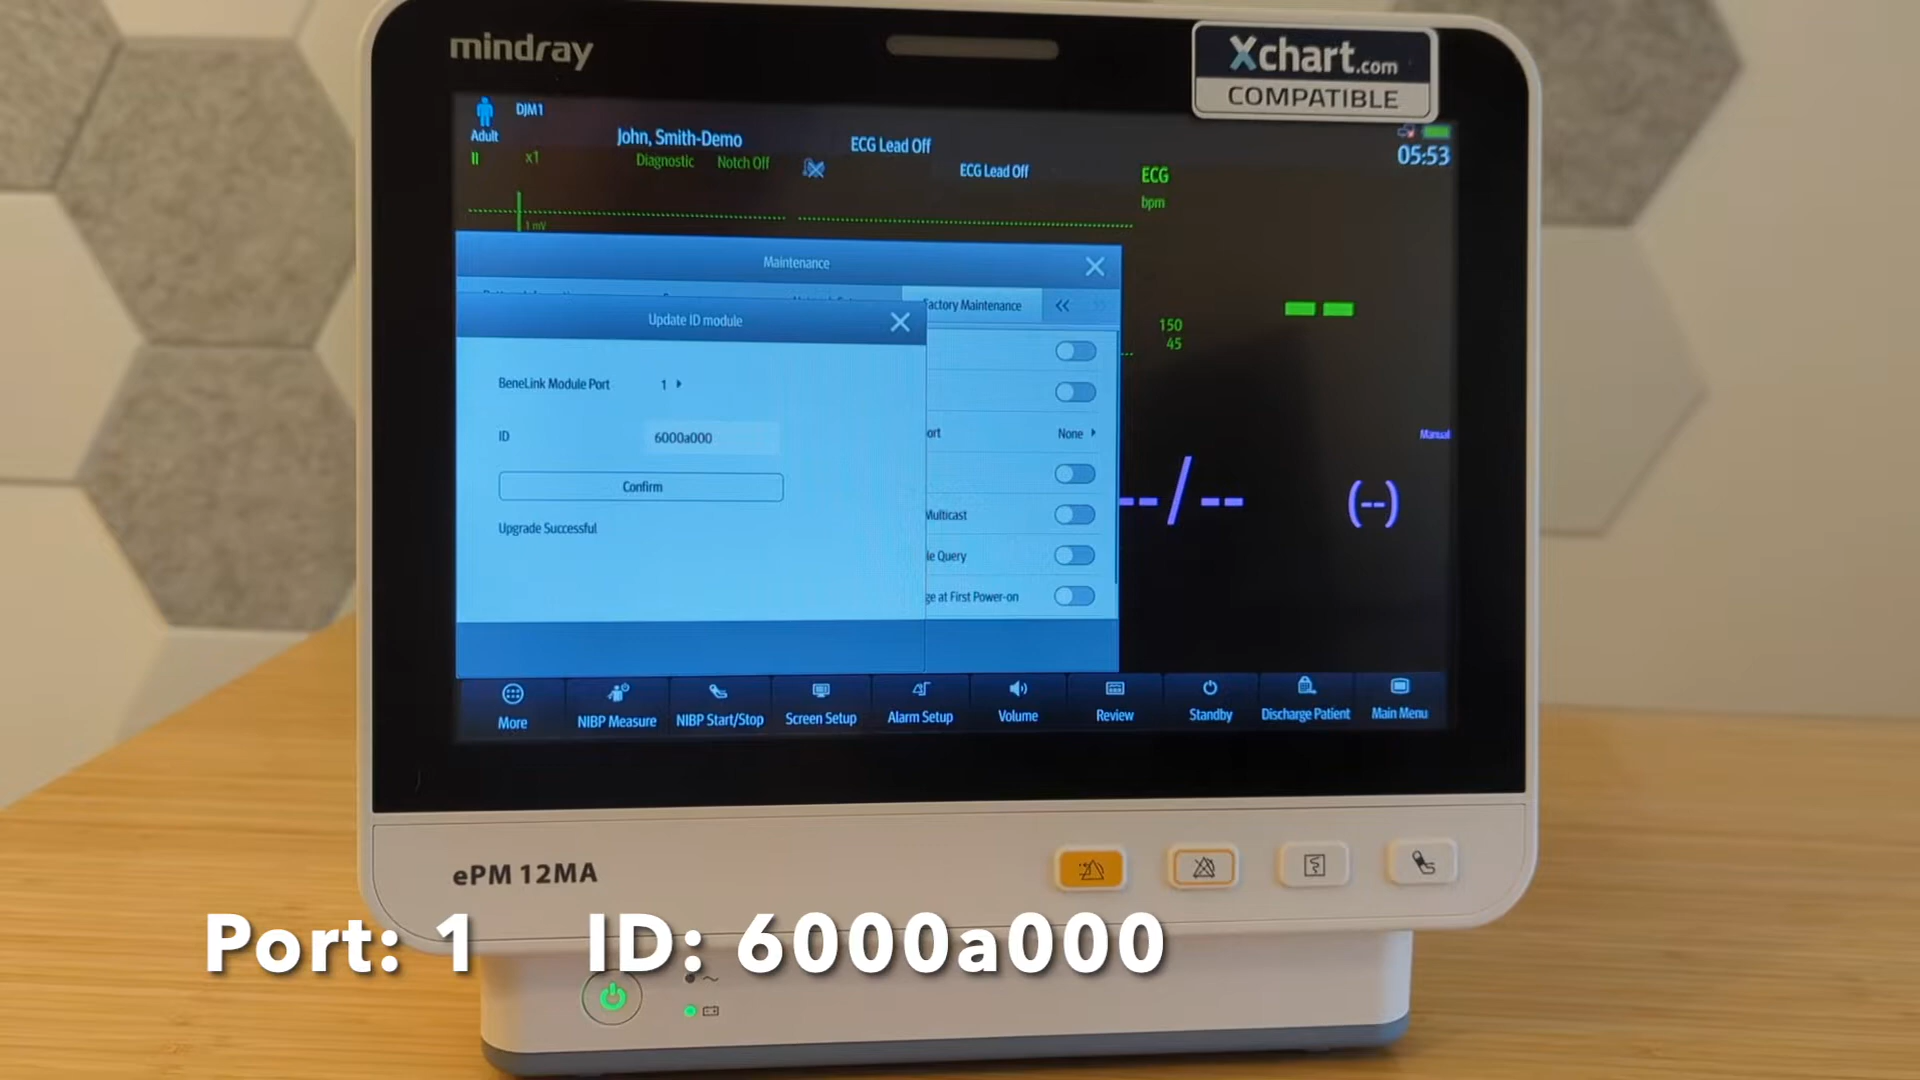 mindray
Xchart.com
COMPATIBLE
Adult
DJM1
John, Smith-Demo
ECG Lead Off
05:53
II
x1
Diagnostic
Notch Off
ECG Lead Off
ECG
bpm
1 mV
Maintenance
Factory Maintenance
Update ID module
150
45
BeneLink Module Port
1
ort
None
Manual
ID
6000a000
Confirm
--/--
(--)
Multicast
Upgrade Successful
le Query
ge at First Power-on
More
NIBP Measure
NIBP Start/Stop
Screen Setup
Alarm Setup
Volume
Review
Standby
Discharge Patient
Main Menu
ePM 12MA
Port: 1 ID: 6000a000